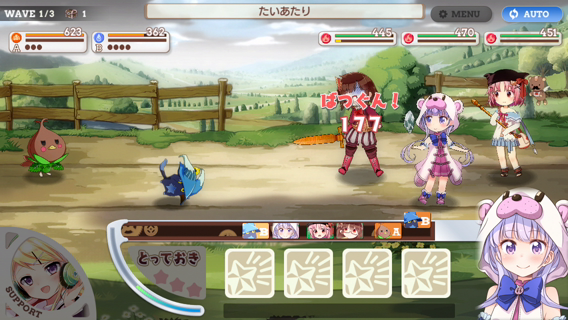 WAVE 1/3 1
たいあたり
MENU
AUTO
623
A
362
B
445
470
451
ばつぐん!
177
B
A
B
とっておき
SUPPORT